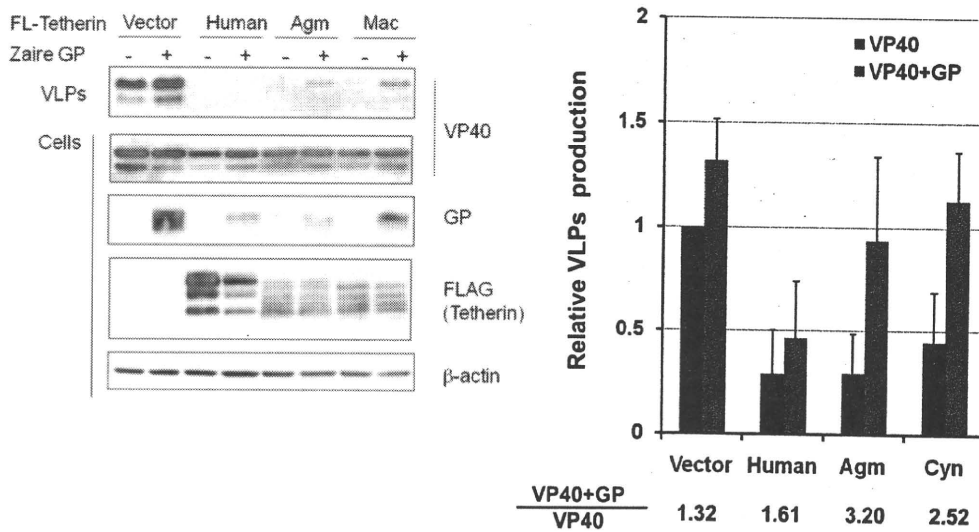 FL-Tetherin Vector Human Agm Mac
Zaire GP - + - + - + - +
VLPs
VP40
Cells
GP
FLAG
(Tetherin)
β-actin
Relative VLPs production
2
1.5
1
0.5
0
VP40
VP40+GP
Vector Human Agm Cyn
VP40+GP
VP40
1.32 1.61 3.20 2.52